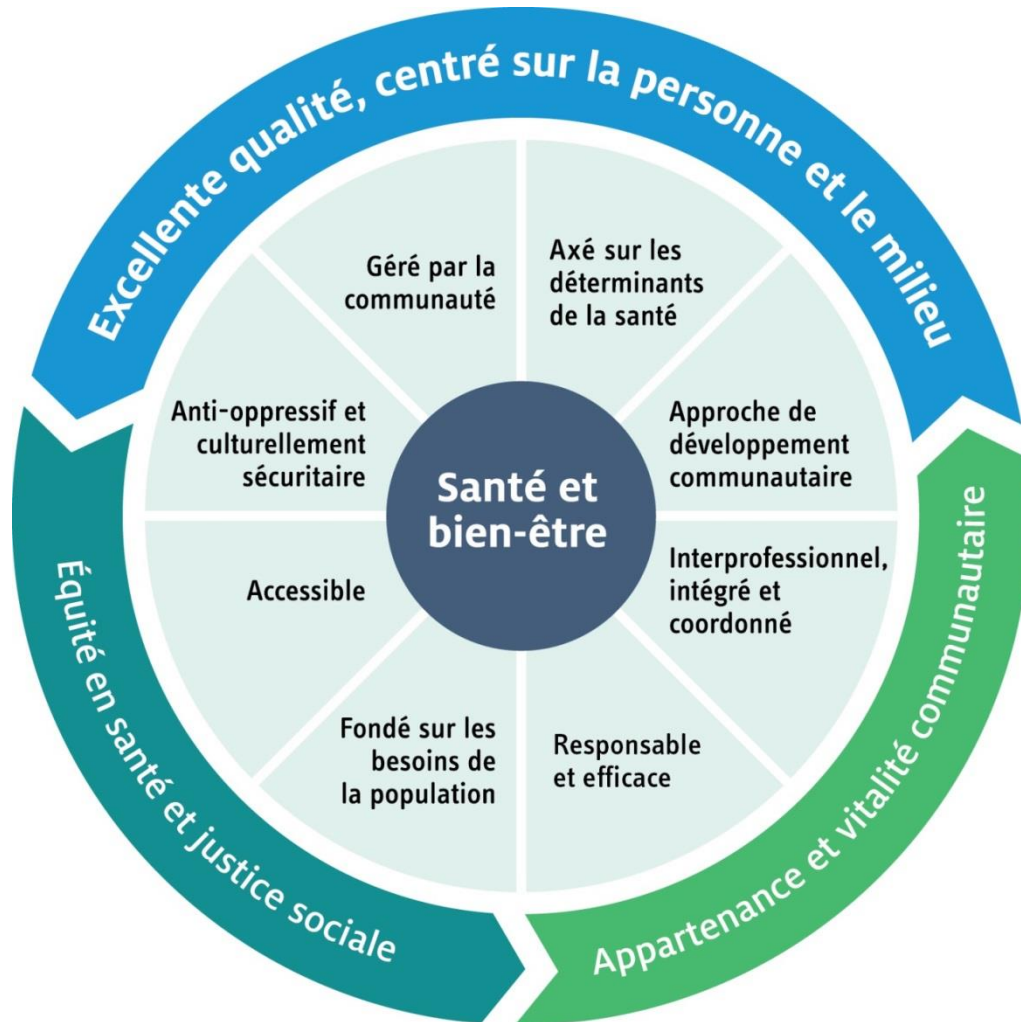 Excellente qualité, centré sur la personne et le milieu
Géré par la
communauté
Axé sur les
déterminants
de la santé
Anti-oppressif et
culturellement
sécuritaire
Approche de
développement
communautaire
Santé et
bien-être
Accessible
Interprofessionnel,
intégré et
coordonné
Fondé sur les
besoins de
la population
Responsable
et efficace
Équité en santé et justice sociale
Appartenance et vitalité communautaire